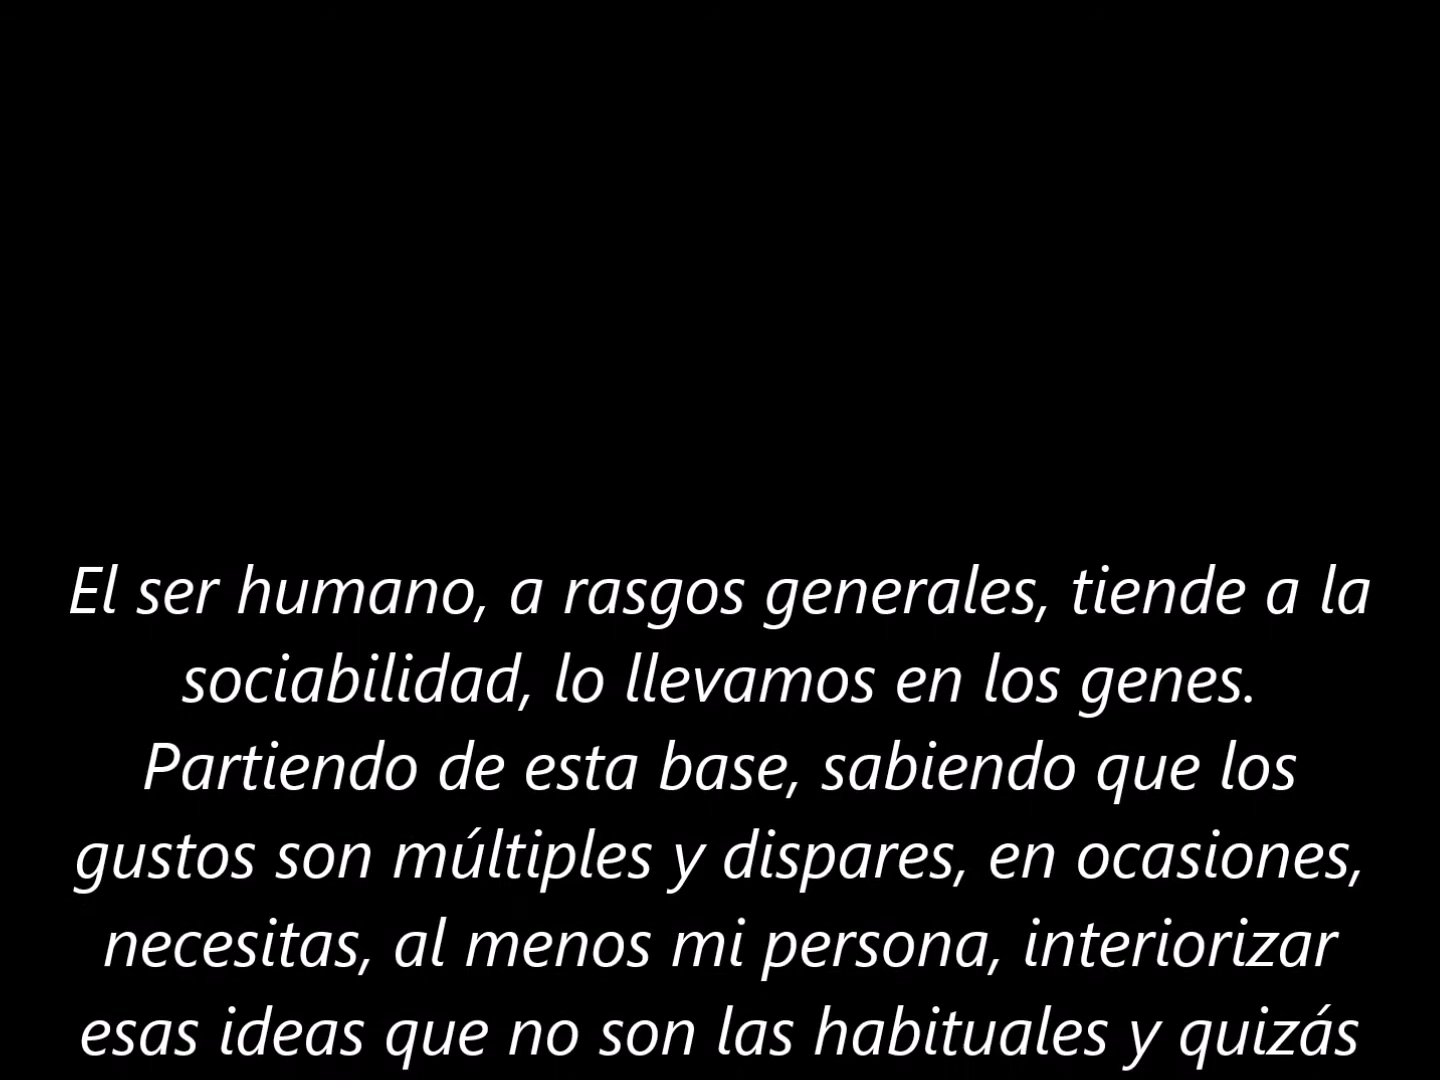 El ser humano, a rasgos generales, tiende a la
sociabilidad, lo llevamos en los genes.
Partiendo de esta base, sabiendo que los
gustos son múltiples y dispares, en ocasiones,
necesitas, al menos mi persona, interiorizar
esas ideas que no son las habituales y quizás